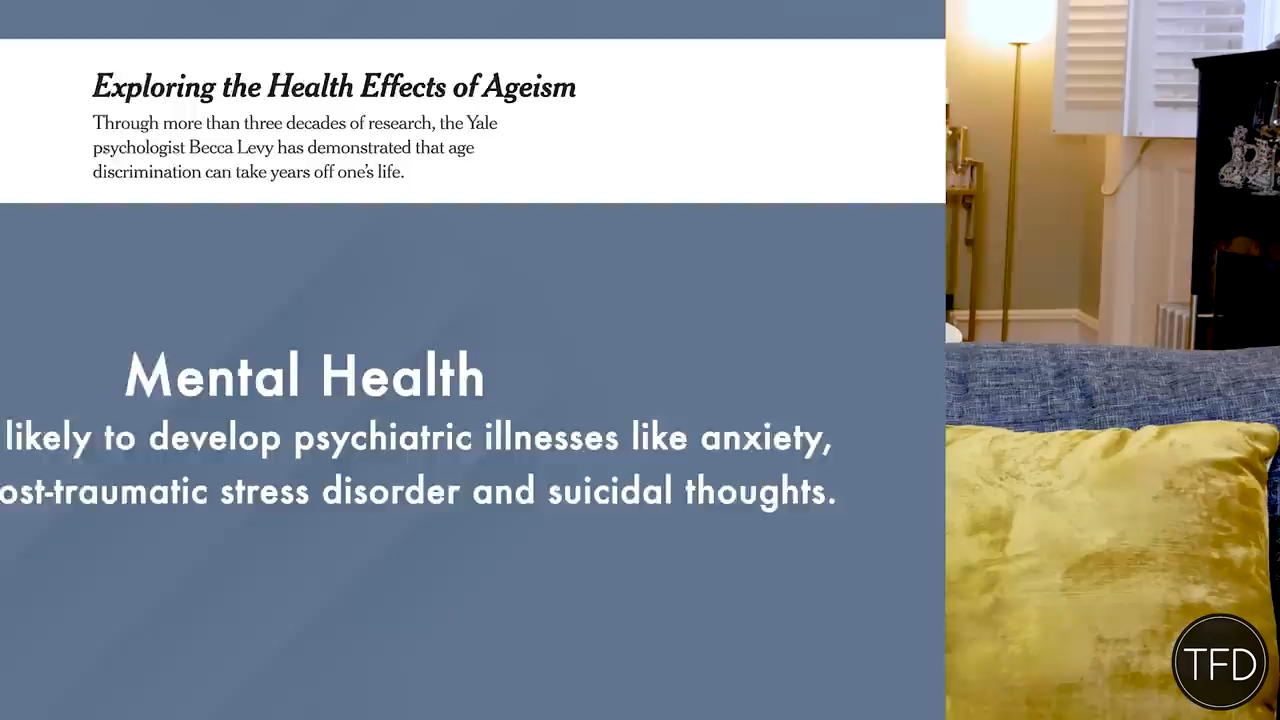 Exploring the Health Effects of Ageism
Through more than three decades of research, the Yale
psychologist Becca Levy has demonstrated that age
discrimination can take years off one's life.
Mental Health
likely to develop psychiatric illnesses like anxiety,
ost-traumatic stress disorder and suicidal thoughts.
TFD